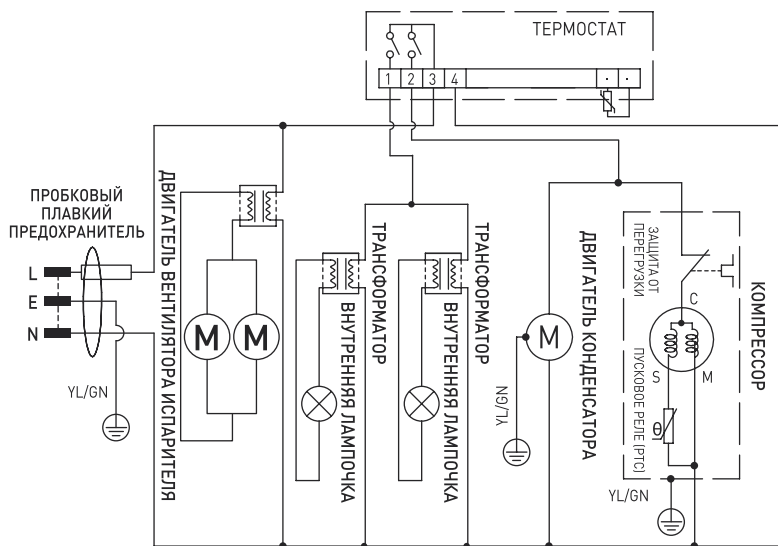 ТЕРМОСТАТ
1 2 3 4
ПРОБКОВЫЙ
ПЛАВКИЙ
ПРЕДОХРАНИТЕЛЬ
L
E
N
YL/GN
ДВИГАТЕЛЬ ВЕНТИЛЯТОРА ИСПАРИТЕЛЯ
M M
ТРАНСФОРМАТОР
ВНУТРЕННЯЯ ЛАМПОЧКА
ТРАНСФОРМАТОР
ВНУТРЕННЯЯ ЛАМПОЧКА
M
YL/GN
ДВИГАТЕЛЬ КОНДЕНСАТОРА
ЗАЩИТА ОТ
ПЕРЕГРУЗКИ
C
S M
ПУСКОВОЕ РЕЛЕ (PTC)
θ
YL/GN
КОМПРЕССОР